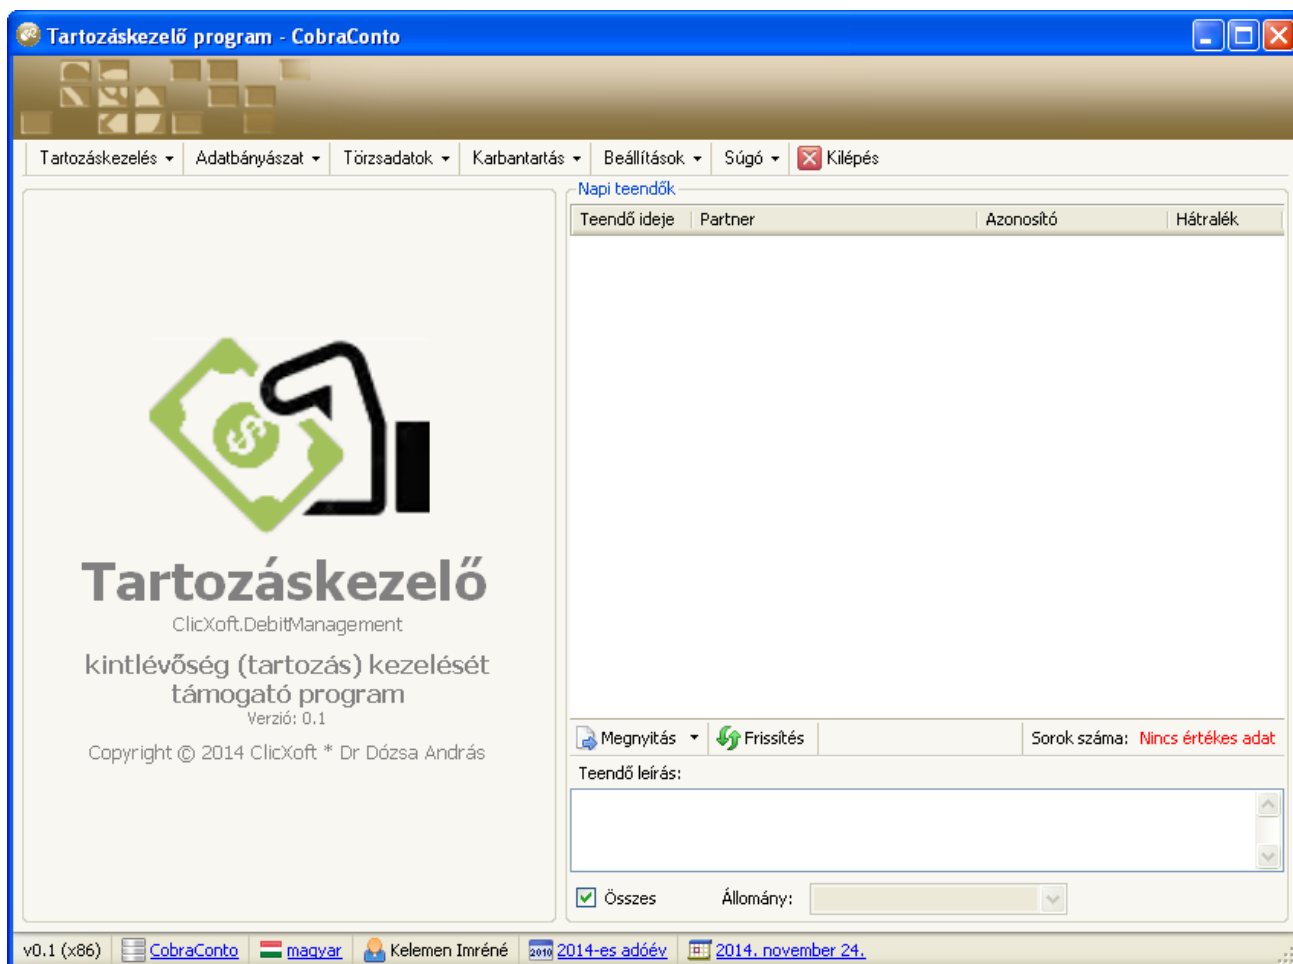 Tartozáskezelő program - CobraConto
Tartozáskezelés Adatbányászat Törzsadatok Karbantartás Beállítások Súgó Kilépés
Napi teendők
Teendő ideje Partner Azonosító Hátralék
Tartozáskezelő
ClicXoft.DebitManagement
kintlévőség (tartozás) kezelését
támogató program
Verzió: 0.1
Copyright © 2014 ClicXoft * Dr Dózsa András
Megnyitás Frissítés Sorok száma: Nincs értékes adat
Teendő leírás:
Összes Állomány:
v0.1 (x86) CobraConto magyar Kelemen Imréné 2010 2014-es adóév 2014. november 24.